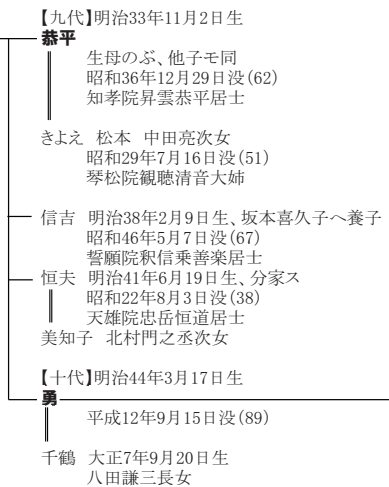 【九代】明治33年11月2日生
恭平
生母のぶ、他子モ同
昭和36年12月29日没(62)
知孝院昇雲恭平居士
きよえ 松本 中田亮次女
昭和29年7月16日没(51)
琴松院観聴清音大姉
信吉 明治38年2月9日生、坂本喜久子へ養子
昭和46年5月7日没(67)
誓願院釈信乗善楽居士
恒夫 明治41年6月19日生、分家ス
昭和22年8月3日没(38)
天雄院忠岳恒道居士
美知子 北村門之丞次女
【十代】明治44年3月17日生
勇
平成12年9月15日没(89)
千鶴 大正7年9月20日生
八田謙三長女